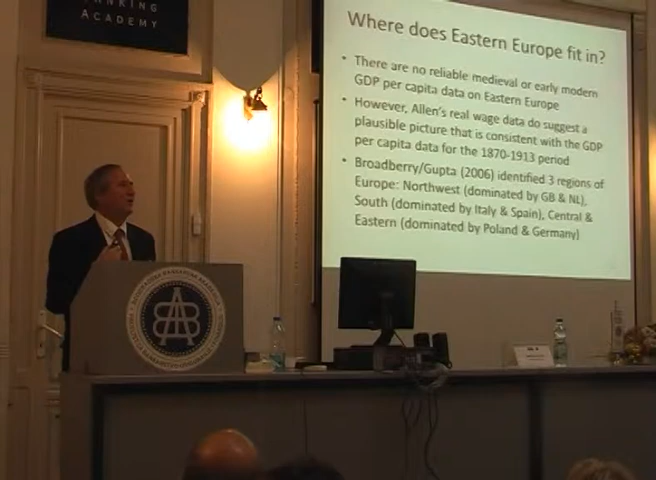 BANKING
ACADEMY
Where does Eastern Europe fit in?
• There are no reliable medieval or early modern
GDP per capita data on Eastern Europe
• However, Allen's real wage data do suggest a
plausible picture that is consistent with the GDP
per capita data for the 1870-1913 period
• Broadberry/Gupta (2006) identified 3 regions of
Europe: Northwest (dominated by GB & NL),
South (dominated by Italy & Spain), Central &
Eastern (dominated by Poland & Germany)